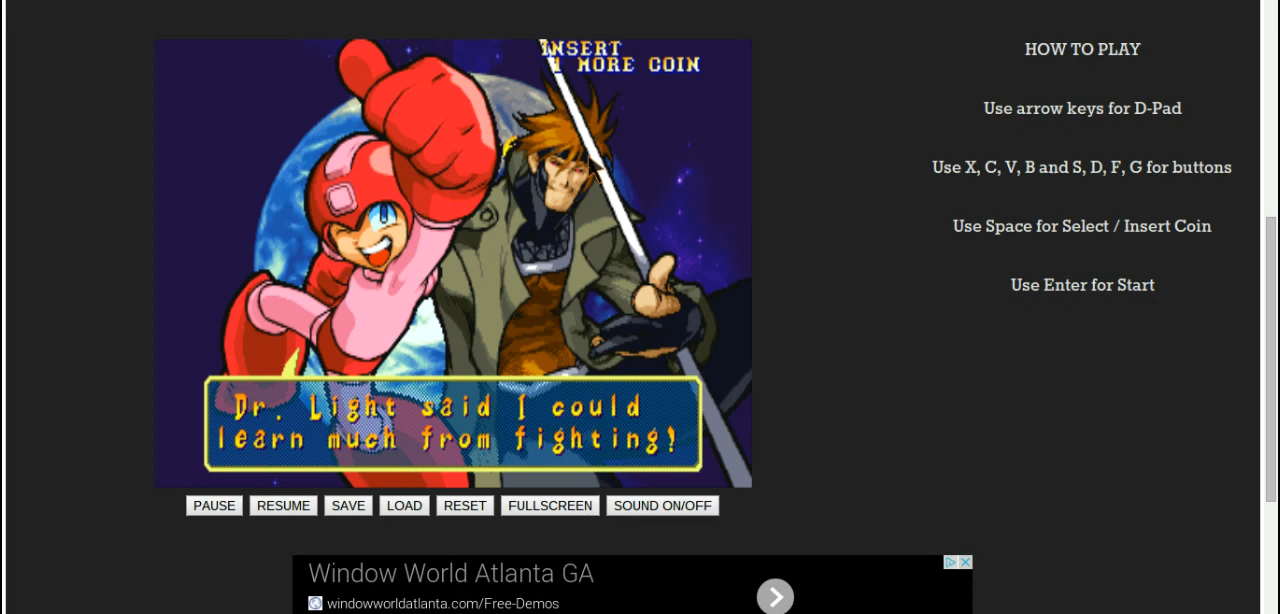 INSERT
1 MORE COIN
Dr. Light said I could
learn much from fighting!
PAUSE
RESUME
SAVE
LOAD
RESET
FULLSCREEN
SOUND ON/OFF
HOW TO PLAY
Use arrow keys for D-Pad
Use X, C, V, B and S, D, F, G for buttons
Use Space for Select / Insert Coin
Use Enter for Start
Window World Atlanta GA
windowworldatlanta.com/Free-Demos